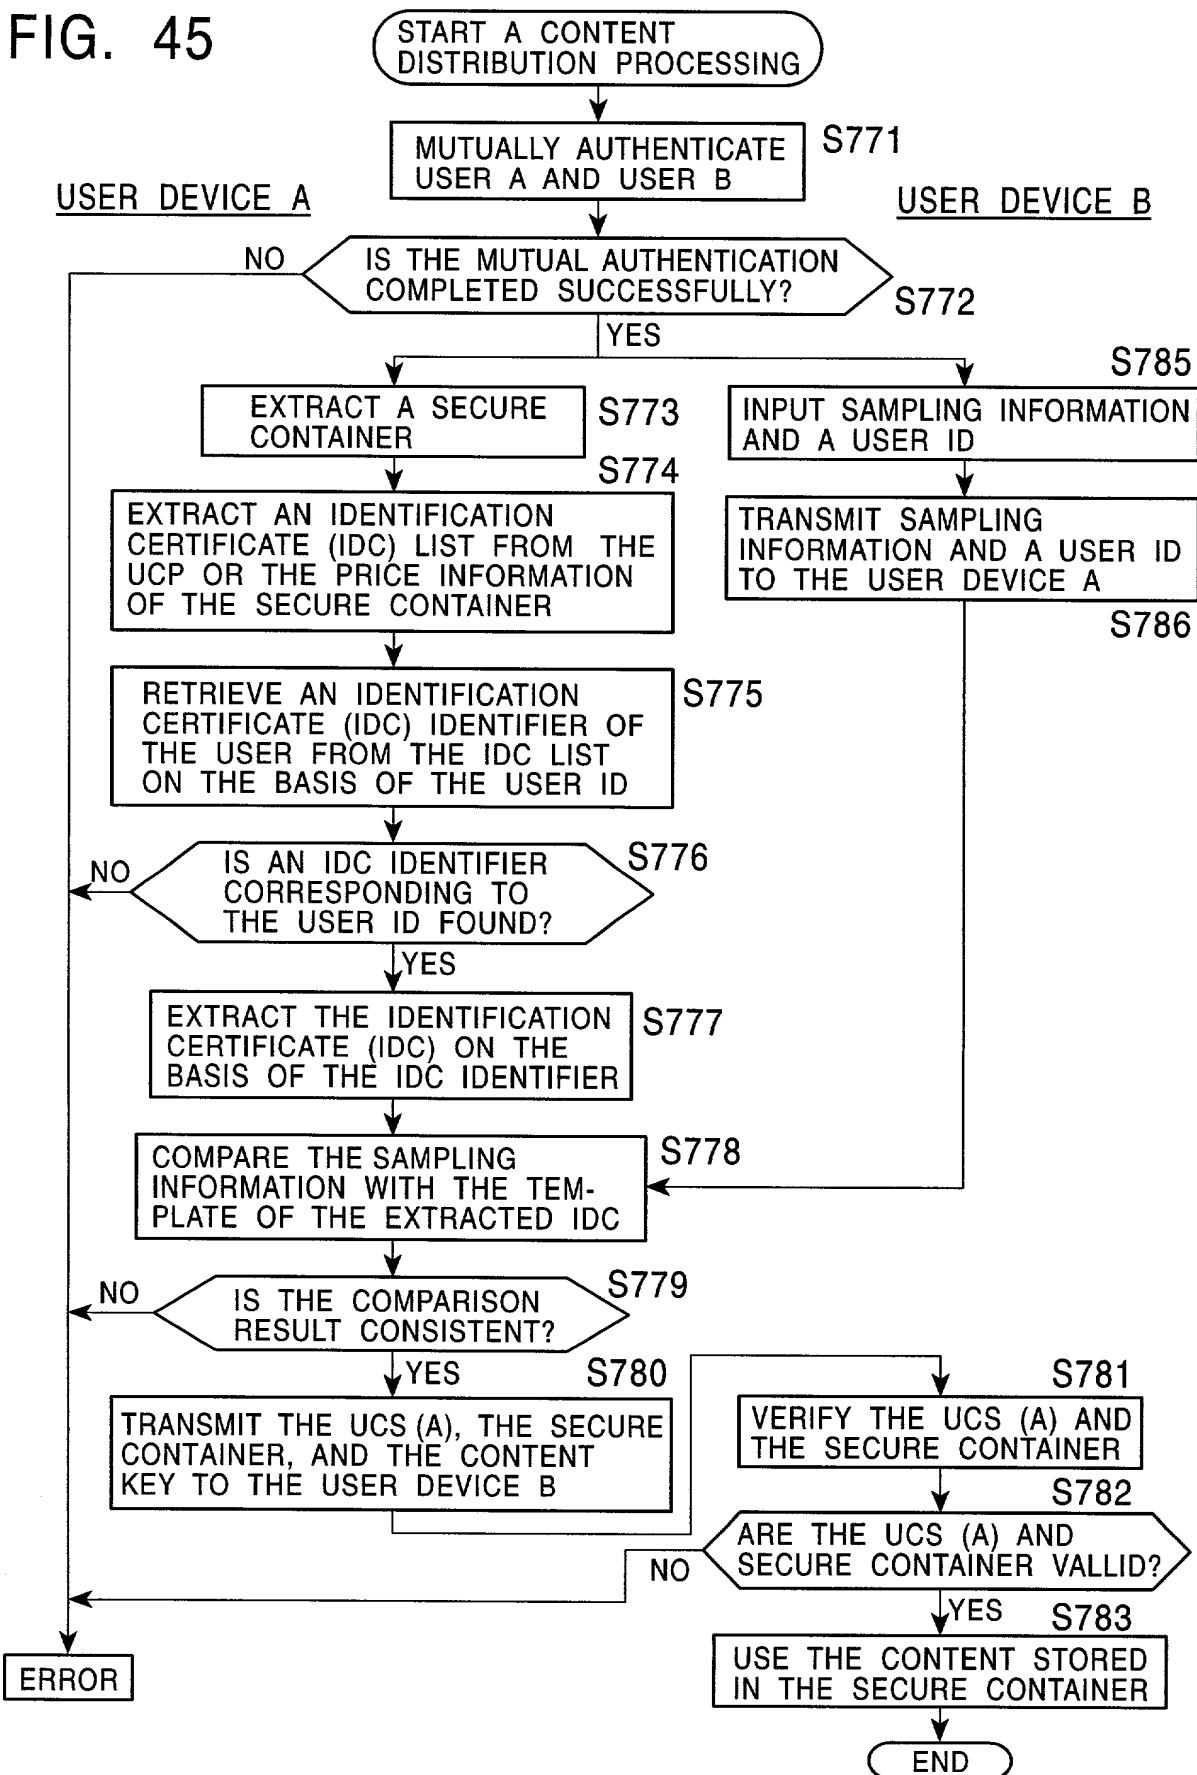 FIG. 45
START A CONTENT
DISTRIBUTION PROCESSING
MUTUALLY AUTHENTICATE
USER A AND USER B
S771
USER DEVICE A
USER DEVICE B
NO
IS THE MUTUAL AUTHENTICATION
COMPLETED SUCCESSFULLY?
S772
YES
EXTRACT A SECURE
CONTAINER
S773
S785
INPUT SAMPLING INFORMATION
AND A USER ID
S774
EXTRACT AN IDENTIFICATION
CERTIFICATE (IDC) LIST FROM THE
UCP OR THE PRICE INFORMATION
OF THE SECURE CONTAINER
TRANSMIT SAMPLING
INFORMATION AND A USER ID
TO THE USER DEVICE A
S786
RETRIEVE AN IDENTIFICATION
CERTIFICATE (IDC) IDENTIFIER OF
THE USER FROM THE IDC LIST
ON THE BASIS OF THE USER ID
S775
NO
IS AN IDC IDENTIFIER
CORRESPONDING TO
THE USER ID FOUND?
S776
YES
EXTRACT THE IDENTIFICATION
CERTIFICATE (IDC) ON THE
BASIS OF THE IDC IDENTIFIER
S777
COMPARE THE SAMPLING
INFORMATION WITH THE TEM-
PLATE OF THE EXTRACTED IDC
S778
NO
IS THE COMPARISON
RESULT CONSISTENT?
S779
YES
S780
TRANSMIT THE UCS (A), THE SECURE
CONTAINER, AND THE CONTENT
KEY TO THE USER DEVICE B
S781
VERIFY THE UCS (A) AND
THE SECURE CONTAINER
S782
ARE THE UCS (A) AND
SECURE CONTAINER VALLID?
NO
YES
S783
USE THE CONTENT STORED
IN THE SECURE CONTAINER
ERROR
END